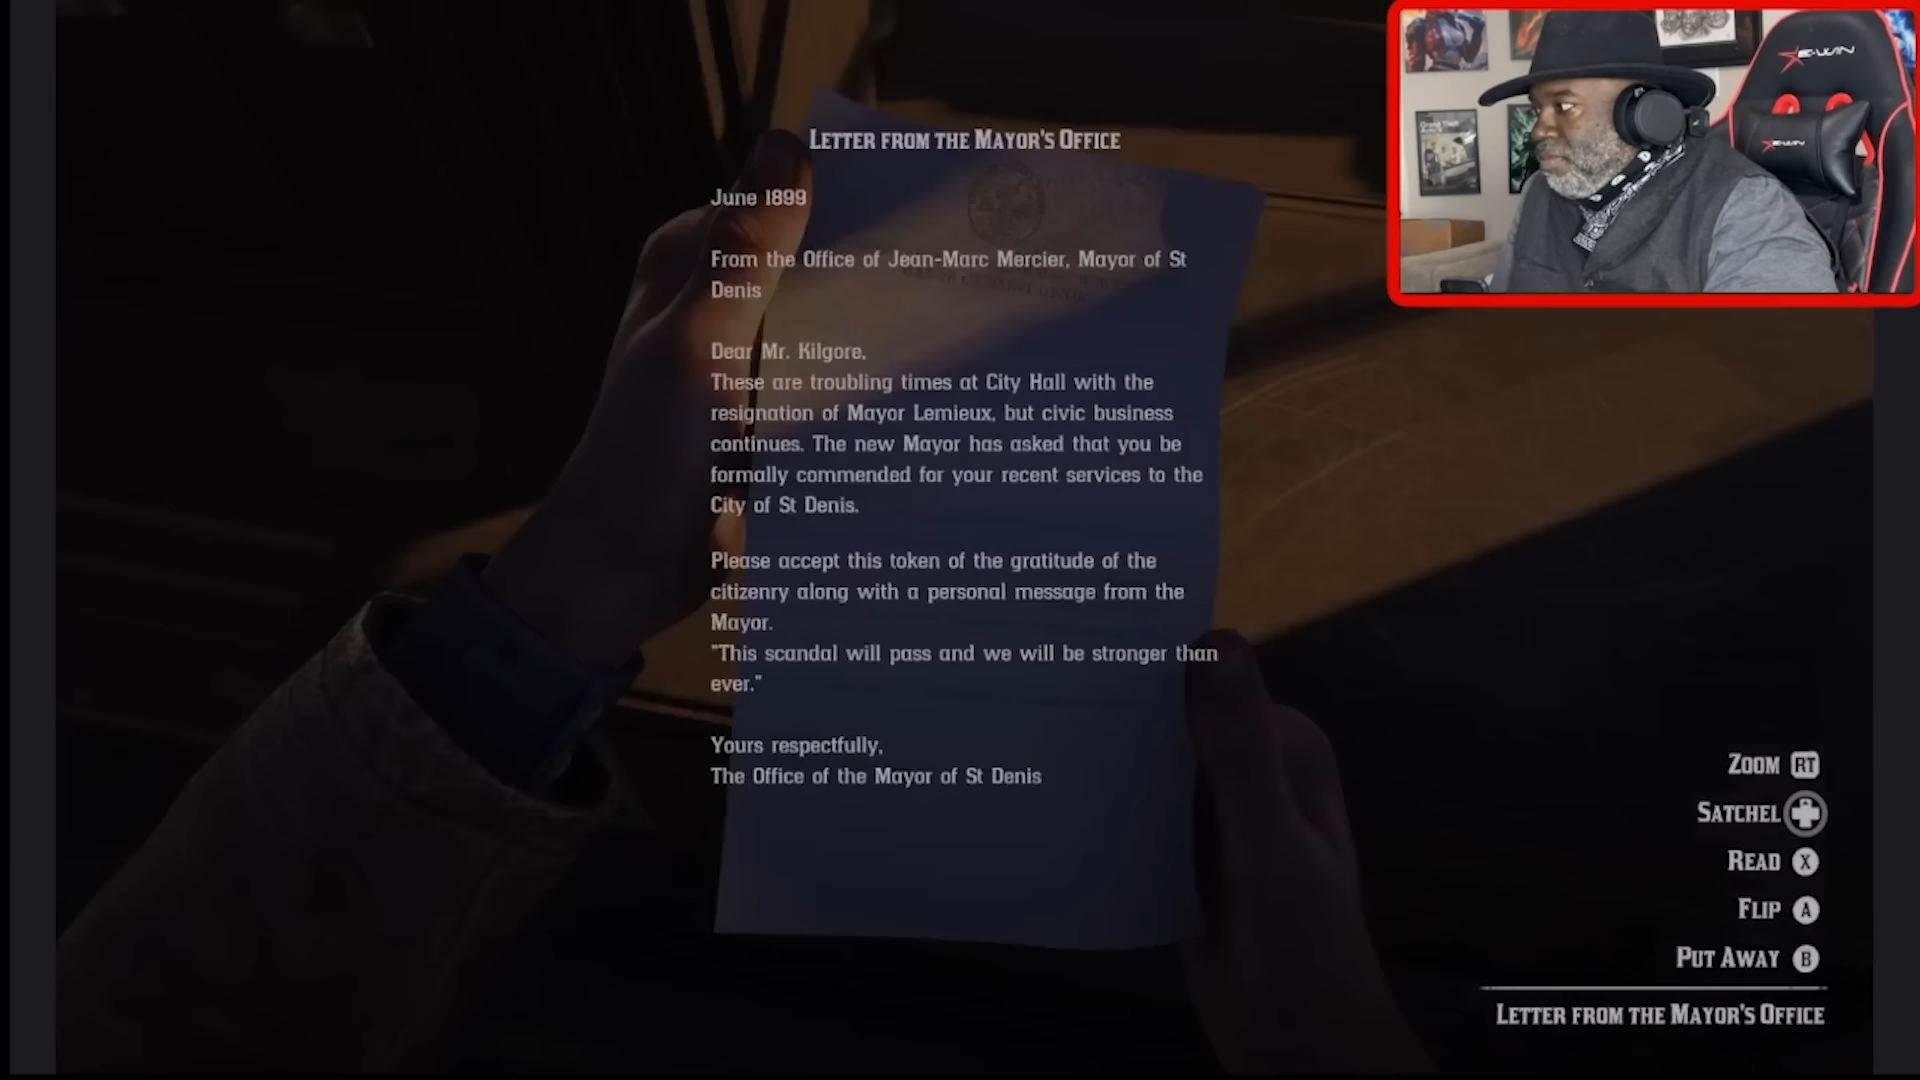 LETTER FROM THE MAYOR'S OFFICE
June 1899
From the Office of Jean-Marc Mercier, Mayor of St
Denis
Dear Mr. Kilgore,
These are troubling times at City Hall with the
resignation of Mayor Lemieux, but civic business
continues. The new Mayor has asked that you be
formally commended for your recent services to the
City of St Denis.
Please accept this token of the gratitude of the
citizenry along with a personal message from the
Mayor.
"This scandal will pass and we will be stronger than
ever."
Yours respectfully,
The Office of the Mayor of St Denis
E-WIN
E-WIN
ZOOM RT
SATCHEL
READ X
FLIP A
PUT AWAY B
LETTER FROM THE MAYOR'S OFFICE